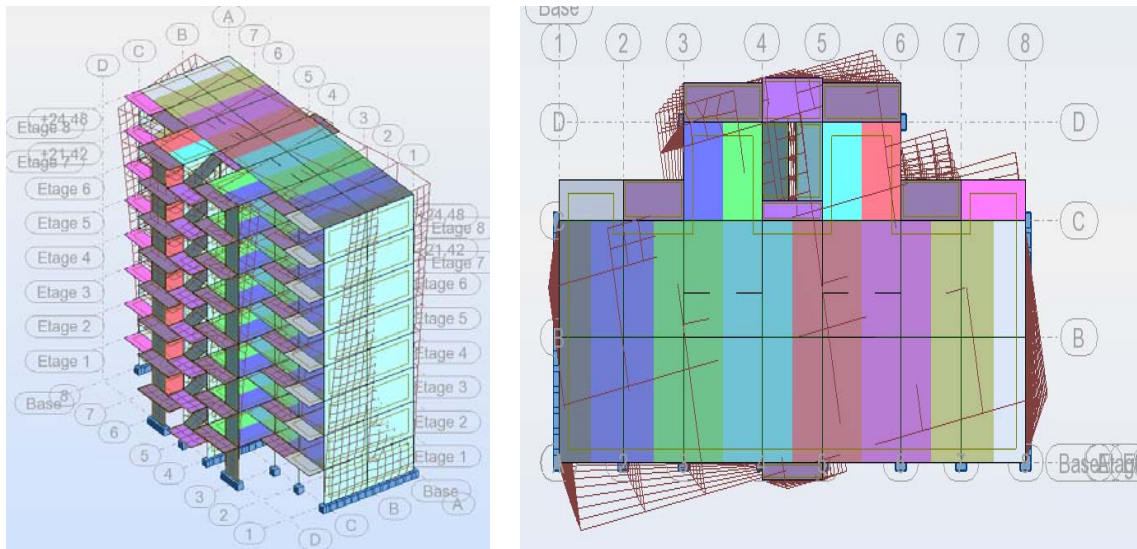 A
B
C
D
7
6
5
4
3
2
1
+24,48
Etage 8
+21,42
Etage 7
Etage 6
Etage 5
Etage 4
Etage 3
Etage 2
Etage 1
Base
8
7
6
5
4
3
2
1
D
C
B
A
+24,48
Etage 8
+21,42
Etage 7
Etage 6
Etage 5
Etage 4
Etage 3
Etage 2
Etage 1
Base
Base
1 2 3 4 5 6 7 8
D D
C C
B B
Base